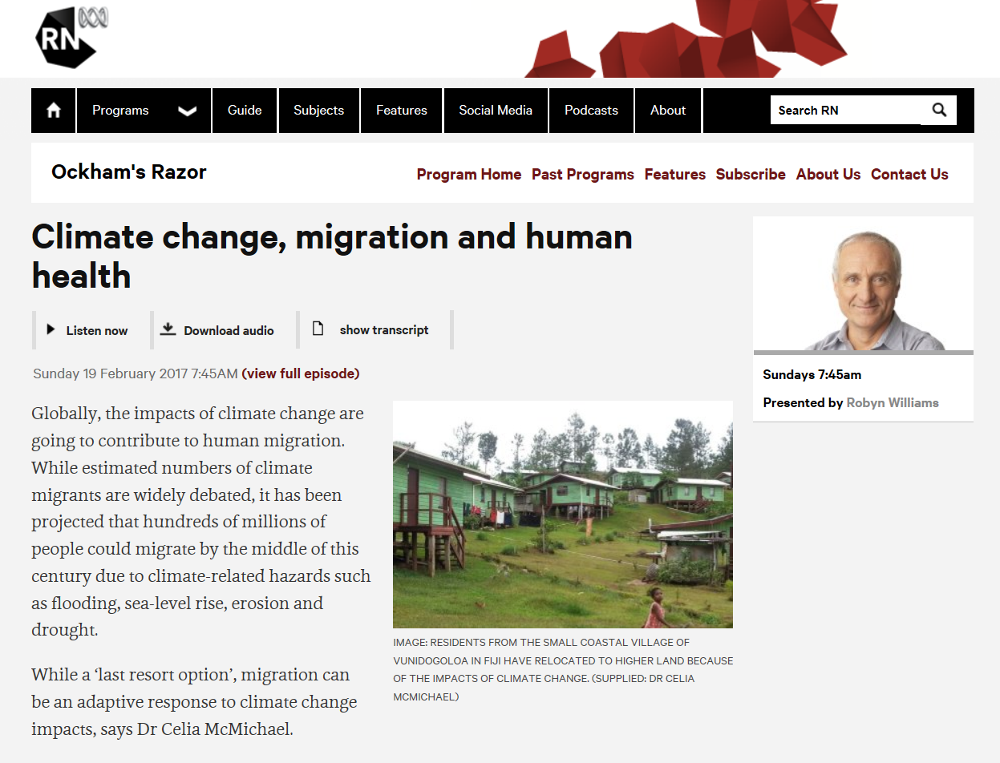 RN
Programs
Guide
Subjects
Features
Social Media
Podcasts
About
Search RN
Ockham's Razor
Program Home
Past Programs
Features
Subscribe
About Us
Contact Us
Climate change, migration and human
health
Listen now
Download audio
show transcript
Sunday 19 February 2017 7:45AM (view full episode)
Globally, the impacts of climate change are
going to contribute to human migration.
While estimated numbers of climate
migrants are widely debated, it has been
projected that hundreds of millions of
people could migrate by the middle of this
century due to climate-related hazards such
as flooding, sea-level rise, erosion and
drought.
While a ‘last resort option’, migration can
be an adaptive response to climate change
impacts, says Dr Celia McMichael.
IMAGE: RESIDENTS FROM THE SMALL COASTAL VILLAGE OF
VUNIDOGOLOA IN FIJI HAVE RELOCATED TO HIGHER LAND BECAUSE
OF THE IMPACTS OF CLIMATE CHANGE. (SUPPLIED: DR CELIA
MCMICHAEL)
Sundays 7:45am
Presented by Robyn Williams